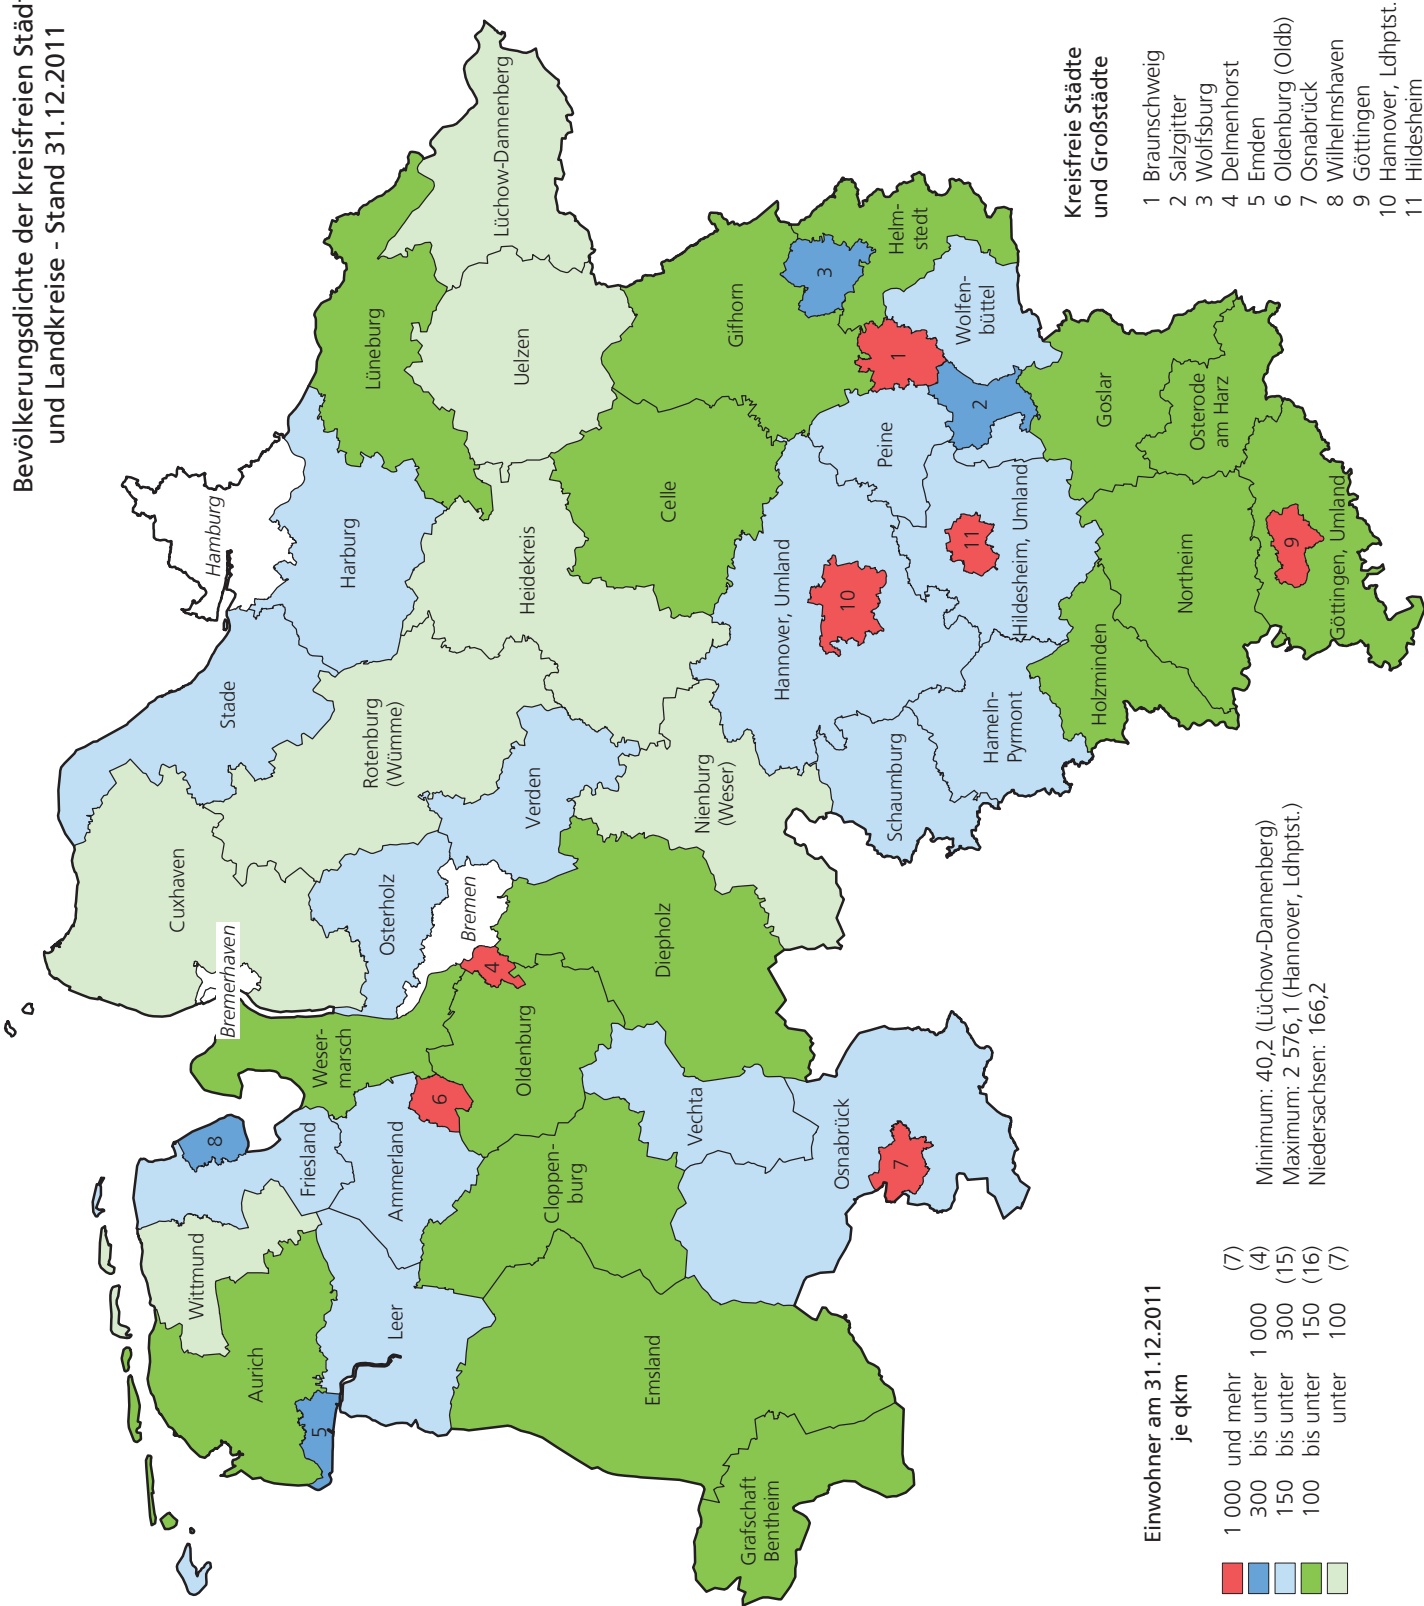 Bevölkerungsdichte der kreisfreien Städt
und Landkreise - Stand 31.12.2011
Hamburg
Bremerhaven
Bremen
Cuxhaven
Stade
Harburg
Lüneburg
Lüchow-Dannenberg
Uelzen
Heidekreis
Rotenburg
(Wümme)
Osterholz
Verden
Wittmund
Aurich
Friesland
Weser-
marsch
Ammerland
Leer
Oldenburg
Cloppen-
burg
Emsland
Grafschaft
Bentheim
Vechta
Osnabrück
Diepholz
Nienburg
(Weser)
Celle
Gifhorn
Helm-
stedt
Wolfen-
büttel
Peine
Hannover, Umland
Schaumburg
Hameln-
Pyrmont
Hildesheim, Umland
Holzminden
Northeim
Goslar
Osterode
am Harz
Göttingen, Umland
8
5
6
4
7
10
11
1
2
3
9
Einwohner am 31.12.2011
je qkm
1 000 und mehr (7)
300 bis unter 1 000 (4)
150 bis unter 300 (15)
100 bis unter 150 (16)
unter 100 (7)
Minimum: 40,2 (Lüchow-Dannenberg)
Maximum: 2 576,1 (Hannover, Ldhptst.)
Niedersachsen: 166,2
Kreisfreie Städte
und Großstädte
1 Braunschweig
2 Salzgitter
3 Wolfsburg
4 Delmenhorst
5 Emden
6 Oldenburg (Oldb)
7 Osnabrück
8 Wilhelmshaven
9 Göttingen
10 Hannover, Ldhptst.
11 Hildesheim